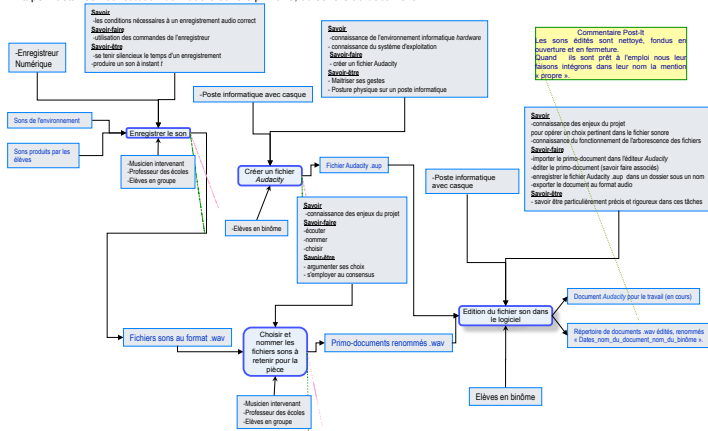 Savoir
-les conditions nécessaires à un enregistrement audio correct
Savoir-faire
-utilisation des commandes de l'enregistreur
Savoir-être
-se tenir silencieux le temps d'un enregistrement
-produire un son à instant t
-Enregistreur
Numérique
Savoir
-connaissance de l'environnement informatique hardware
- connaissance du système d'exploitation
Savoir-faire
- créer un fichier Audacity
Savoir-être
- Maitriser ses gestes
- Posture physique sur un poste informatique
Commentaire Post-It
Les sons édités sont nettoyé, fondus en
ouverture et en fermeture.
Quand ils sont prêt à l'emploi nous leur
faisons intégrons dans leur nom la mention
« propre ».
-Poste informatique avec casque
Sons de l'environnement
Enregistrer le son
Sons produits par les
élèves
-Musicien intervenant
-Professeur des écoles
-Elèves en groupe
Créer un fichier
Audacity
Fichier Audacity .aup
-Elèves en binôme
Savoir
-connaissance des enjeux du projet
pour opérer un choix pertinent dans le fichier sonore
-connaissance du fonctionnement de l'arborescence des fichiers
Savoir-faire
-importer le primo-document dans l'éditeur Audacity
-éditer le primo-document (savoir faire associés)
-enregistrer le fichier Audacity .aup dans un dossier sous un nom
-exporter le document au format audio
Savoir-être
- savoir être particulièrement précis et rigoureux dans ces tâches
-Poste informatique
avec casque
Savoir
-connaissance des enjeux du projet
Savoir-faire
-écouter
-nommer
-choisir
Savoir-être
- argumenter ses choix
- s'employer au consensus
Fichiers sons au format .wav
Choisir et
nommer les
fichiers sons à
retenir pour la
pièce
Primo-documents renommés .wav
-Musicien intervenant
-Professeur des écoles
-Elèves en groupe
Edition du fichier son dans
le logiciel
Document Audacity pour le travail (en cours)
Répertoire de documents .wav édités, renommés
« Dates_nom_du_document_nom_du_binôme ».
Elèves en binôme